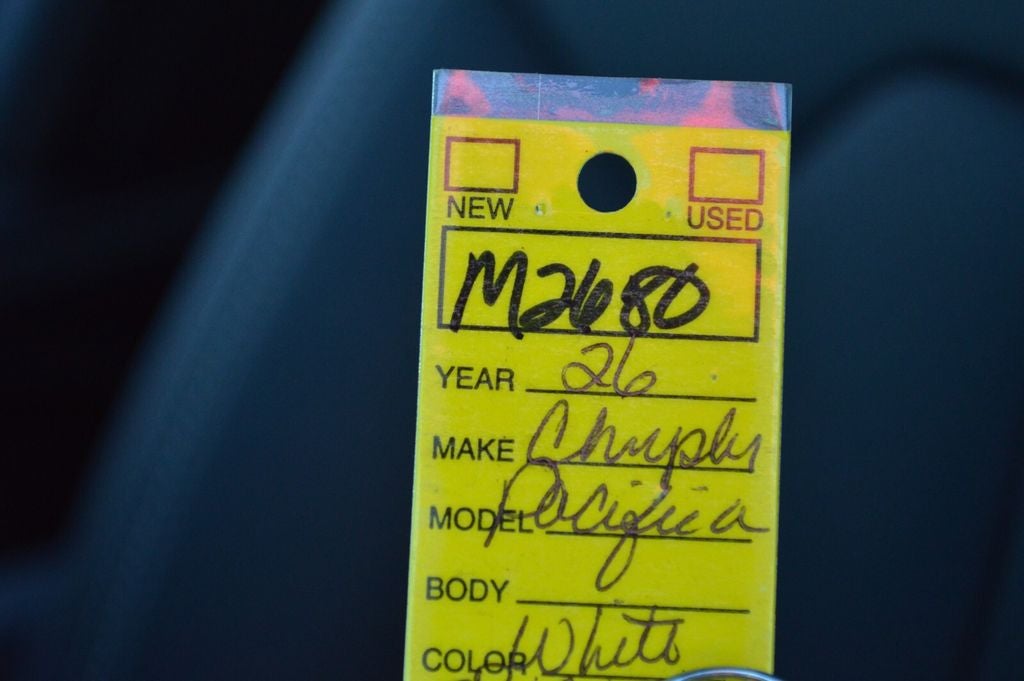 NEW USED
M2680
YEAR 26
MAKE Chrysler
MODEL Pacifica
BODY
COLOR White